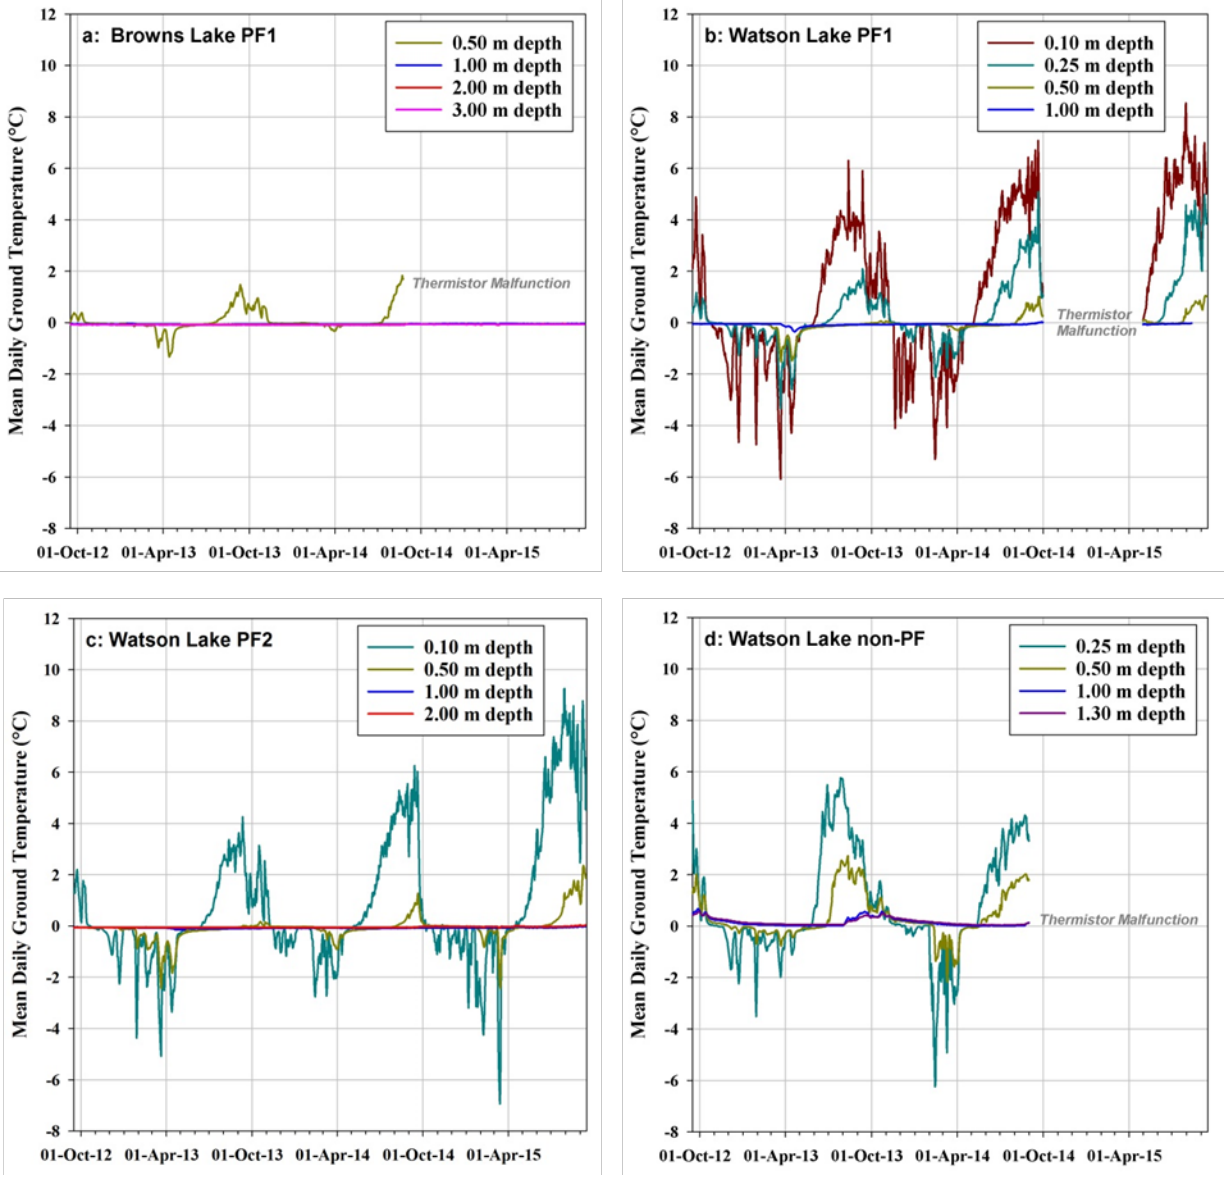 a: Browns Lake PF1
0.50 m depth
1.00 m depth
2.00 m depth
3.00 m depth
Mean Daily Ground Temperature (°C)
12
10
8
6
4
2
0
-2
-4
-6
-8
Thermistor Malfunction
01-Oct-12 01-Apr-13 01-Oct-13 01-Apr-14 01-Oct-14 01-Apr-15
b: Watson Lake PF1
0.10 m depth
0.25 m depth
0.50 m depth
1.00 m depth
Mean Daily Ground Temperature (°C)
12
10
8
6
4
2
0
-2
-4
-6
-8
Thermistor
Malfunction
01-Oct-12 01-Apr-13 01-Oct-13 01-Apr-14 01-Oct-14 01-Apr-15
c: Watson Lake PF2
0.10 m depth
0.50 m depth
1.00 m depth
2.00 m depth
Mean Daily Ground Temperature (°C)
12
10
8
6
4
2
0
-2
-4
-6
-8
01-Oct-12 01-Apr-13 01-Oct-13 01-Apr-14 01-Oct-14 01-Apr-15
d: Watson Lake non-PF
0.25 m depth
0.50 m depth
1.00 m depth
1.30 m depth
Mean Daily Ground Temperature (°C)
12
10
8
6
4
2
0
-2
-4
-6
-8
Thermistor Malfunction
01-Oct-12 01-Apr-13 01-Oct-13 01-Apr-14 01-Oct-14 01-Apr-15